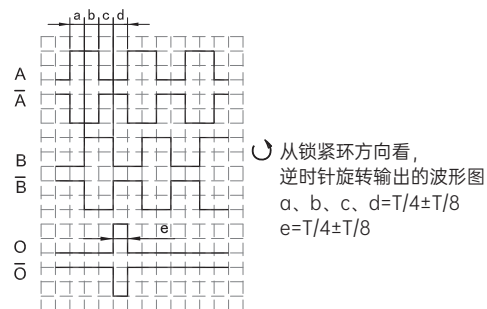 a b c d
A
A̅
B
B̅
e
O
O̅
从锁紧环方向看，
逆时针旋转输出的波形图
a、b、c、d=T/4±T/8
e=T/4±T/8